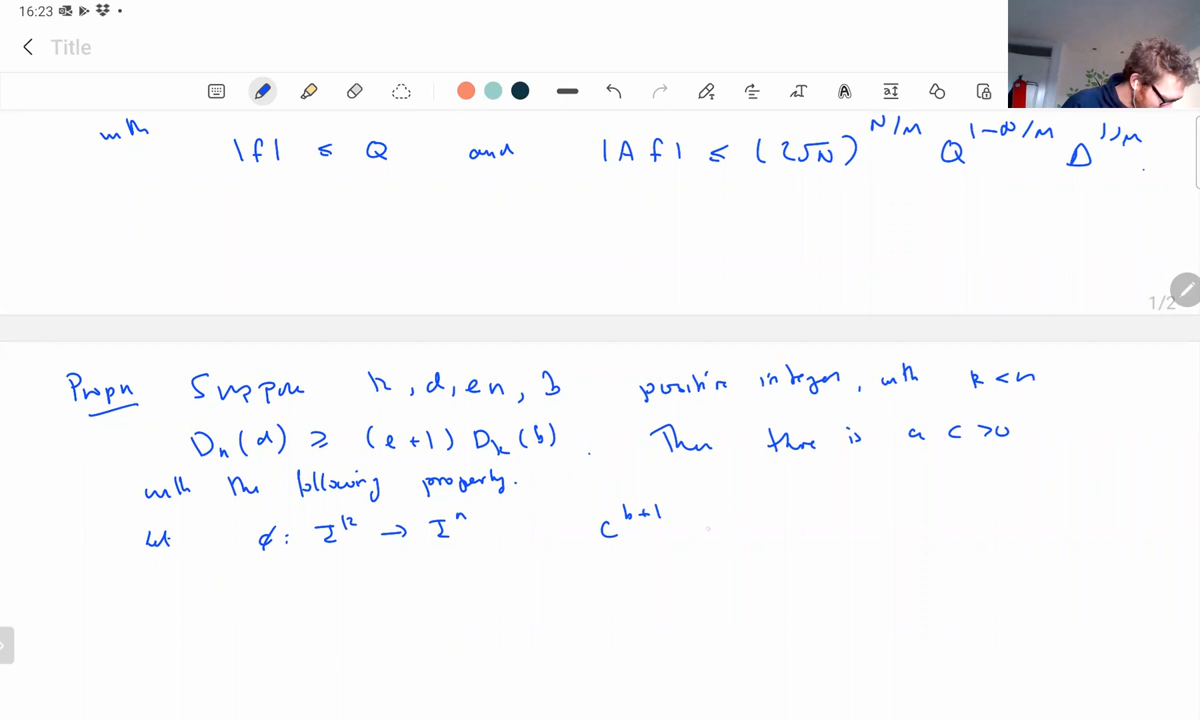 16:23
Title
with |f| ≤ Q and |A f| ≤ (2√N)^{N/M} Q^{1-N/M} Δ^{1/M}.
1/2
Propn Suppose k, d, e, n, b positive integers, with k < n
D_n(d) ≥ (e+1) D_k(b). Then there is a c > 0
with the following property.
Let φ: I^k → I^n C^{b+1}